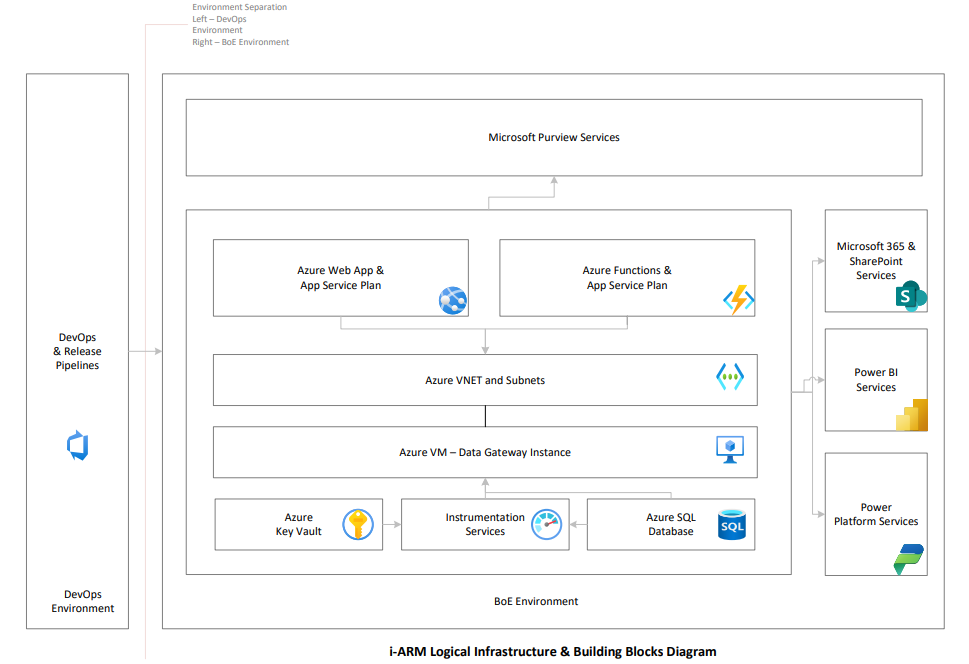 Environment Separation
Left – DevOps
Environment
Right – BoE Environment
Microsoft Purview Services
Azure Web App &
App Service Plan
Azure Functions &
App Service Plan
Microsoft 365 &
SharePoint
Services
S
DevOps
& Release
Pipelines
Azure VNET and Subnets
Power BI
Services
Azure VM – Data Gateway Instance
Azure
Key Vault
Instrumentation
Services
Azure SQL
Database
SQL
Power
Platform Services
DevOps
Environment
BoE Environment
i-ARM Logical Infrastructure & Building Blocks Diagram